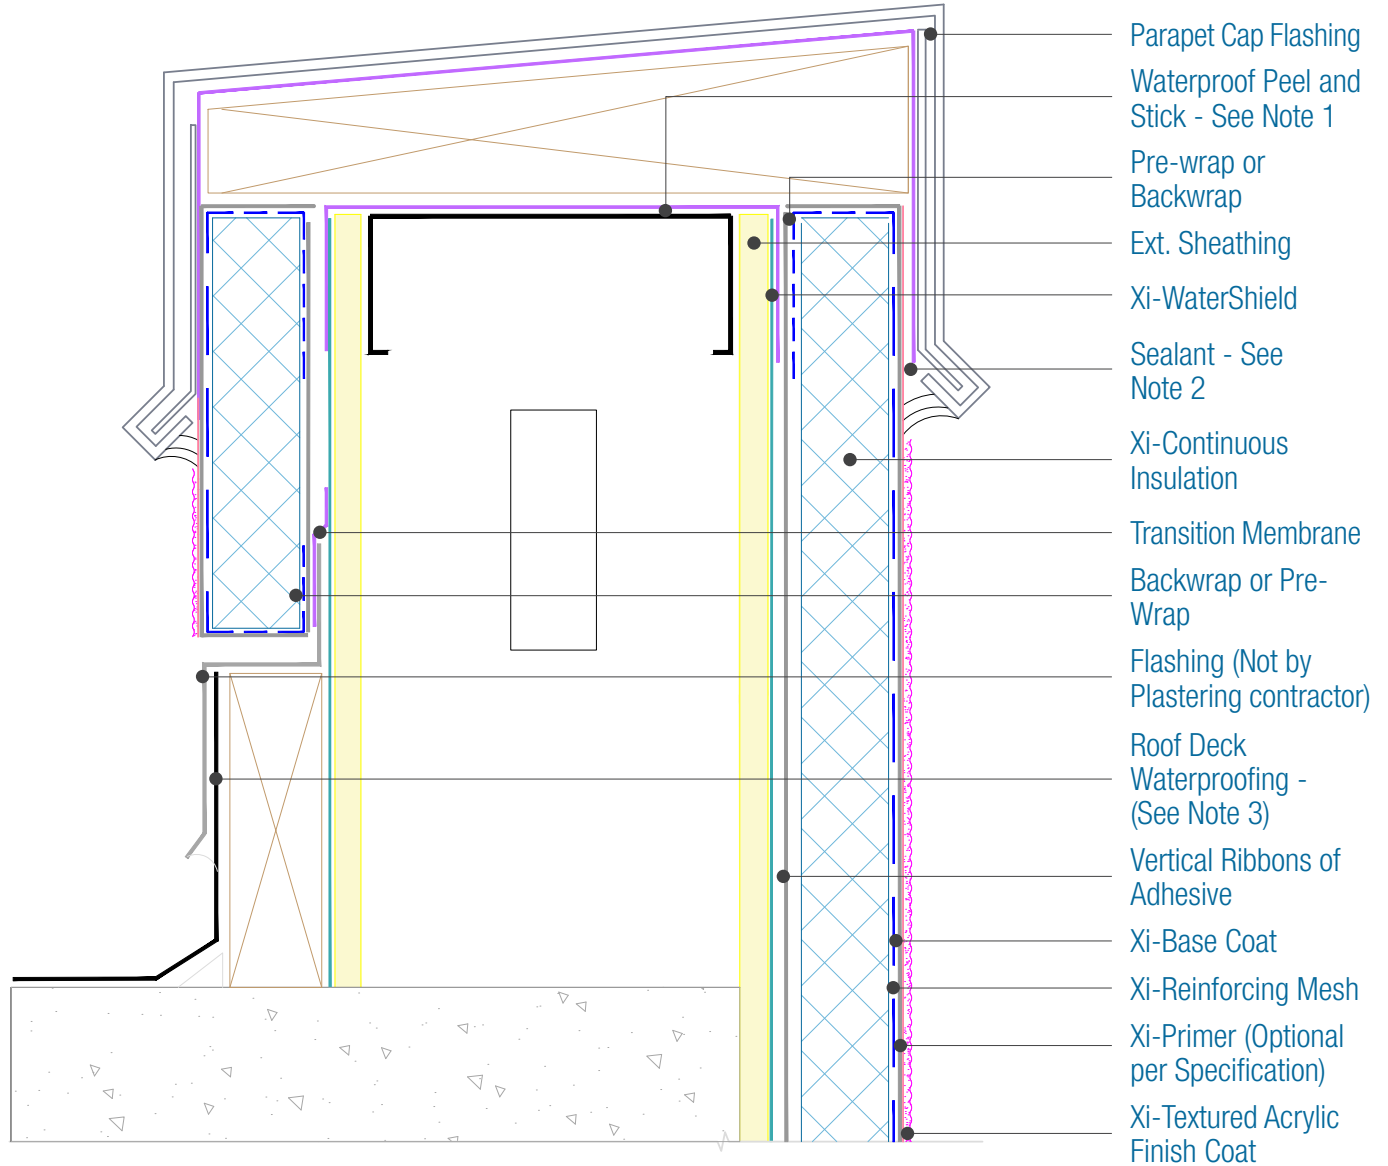 Parapet Cap Flashing
Waterproof Peel and
Stick - See Note 1
Pre-wrap or
Backwrap
Ext. Sheathing
Xi-WaterShield
Sealant - See
Note 2
Xi-Continuous
Insulation
Transition Membrane
Backwrap or Pre-
Wrap
Flashing (Not by
Plastering contractor)
Roof Deck
Waterproofing -
(See Note 3)
Vertical Ribbons of
Adhesive
Xi-Base Coat
Xi-Reinforcing Mesh
Xi-Primer (Optional
per Specification)
Xi-Textured Acrylic
Finish Coat